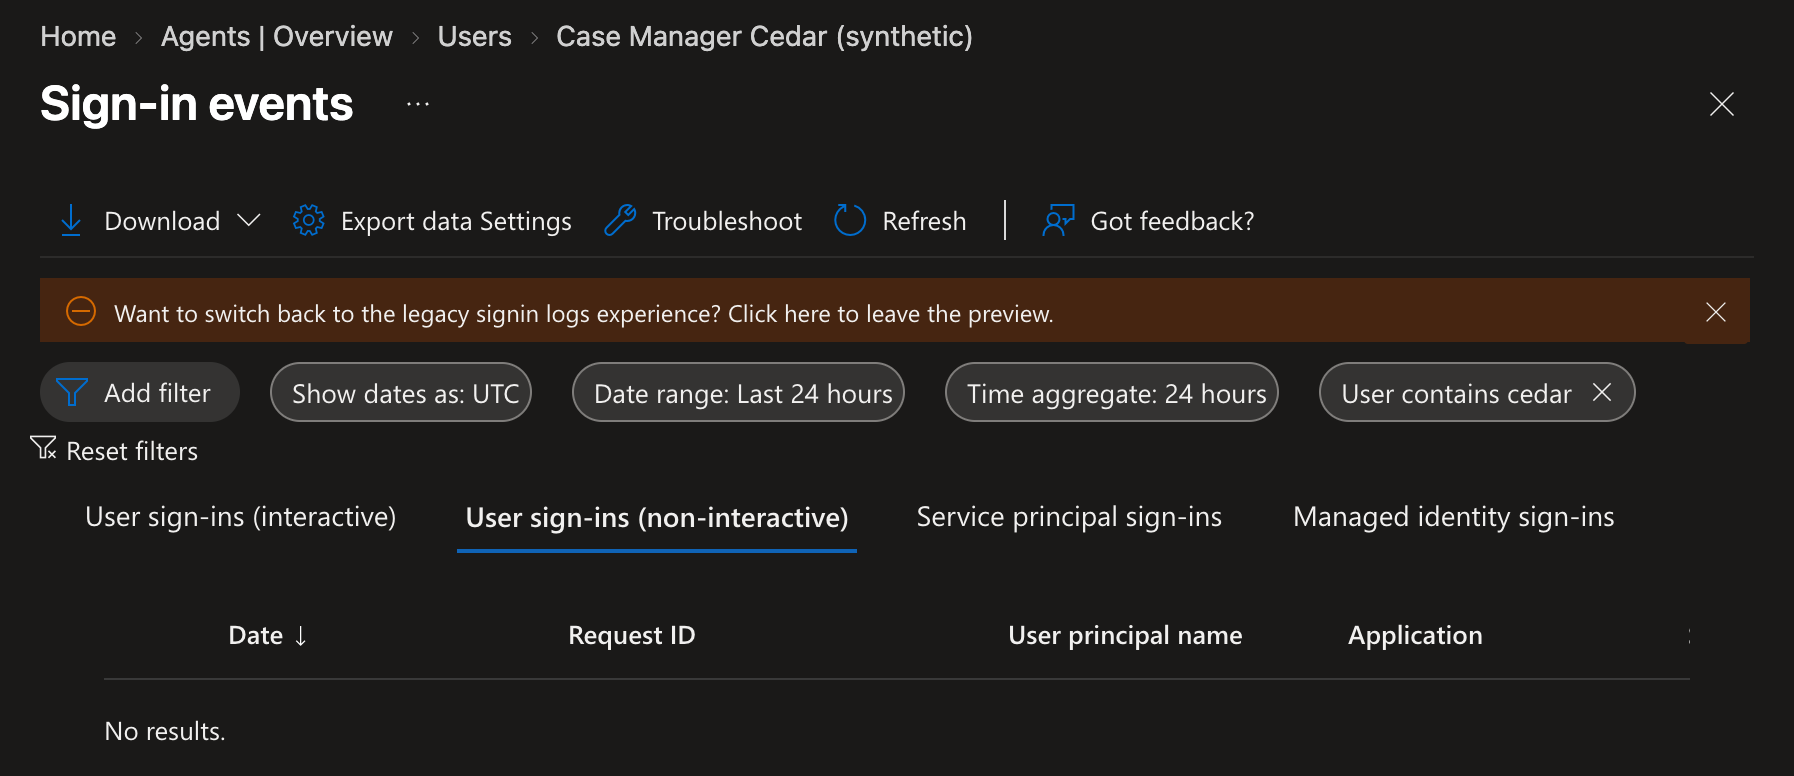 Home > Agents | Overview > Users > Case Manager Cedar (synthetic)
Sign-in events ...
Download Export data Settings Troubleshoot Refresh | Got feedback?
Want to switch back to the legacy signin logs experience? Click here to leave the preview.
Add filter Show dates as: UTC Date range: Last 24 hours Time aggregate: 24 hours User contains cedar
Reset filters
User sign-ins (interactive) User sign-ins (non-interactive) Service principal sign-ins Managed identity sign-ins
Date ↓ Request ID User principal name Application
No results.